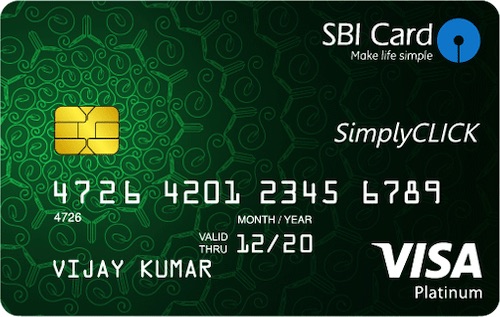 SBI Card
Make life simple
SimplyCLICK
4726 4201 2345 6789
4726
MONTH / YEAR
VALID THRU 12/20
VIJAY KUMAR
VISA
Platinum